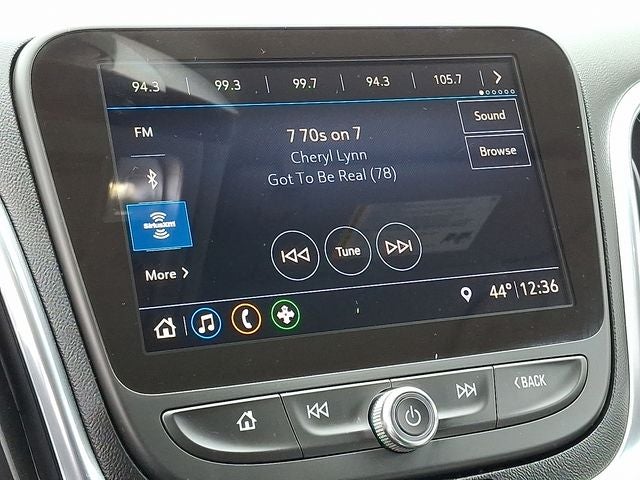 94.3 | 99.3 | 99.7 | 94.3 | 105.7 |
FM
7 70s on 7
Cheryl Lynn
Got To Be Real (78)
Sound
Browse
SiriusXM
More
Tune
44° | 12:36
BACK